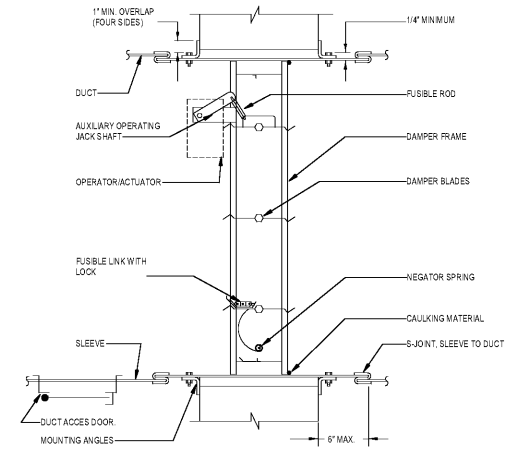 1" MIN. OVERLAP
(FOUR SIDES)
1/4" MINIMUM
DUCT
FUSIBLE ROD
AUXILIARY OPERATING
JACK SHAFT
DAMPER FRAME
OPERATOR/ACTUATOR
DAMPER BLADES
FUSIBLE LINK WITH
LOCK
NEGATOR SPRING
CAULKING MATERIAL
SLEEVE
S-JOINT, SLEEVE TO DUCT
DUCT ACCES DOOR.
MOUNTING ANGLES
6" MAX.